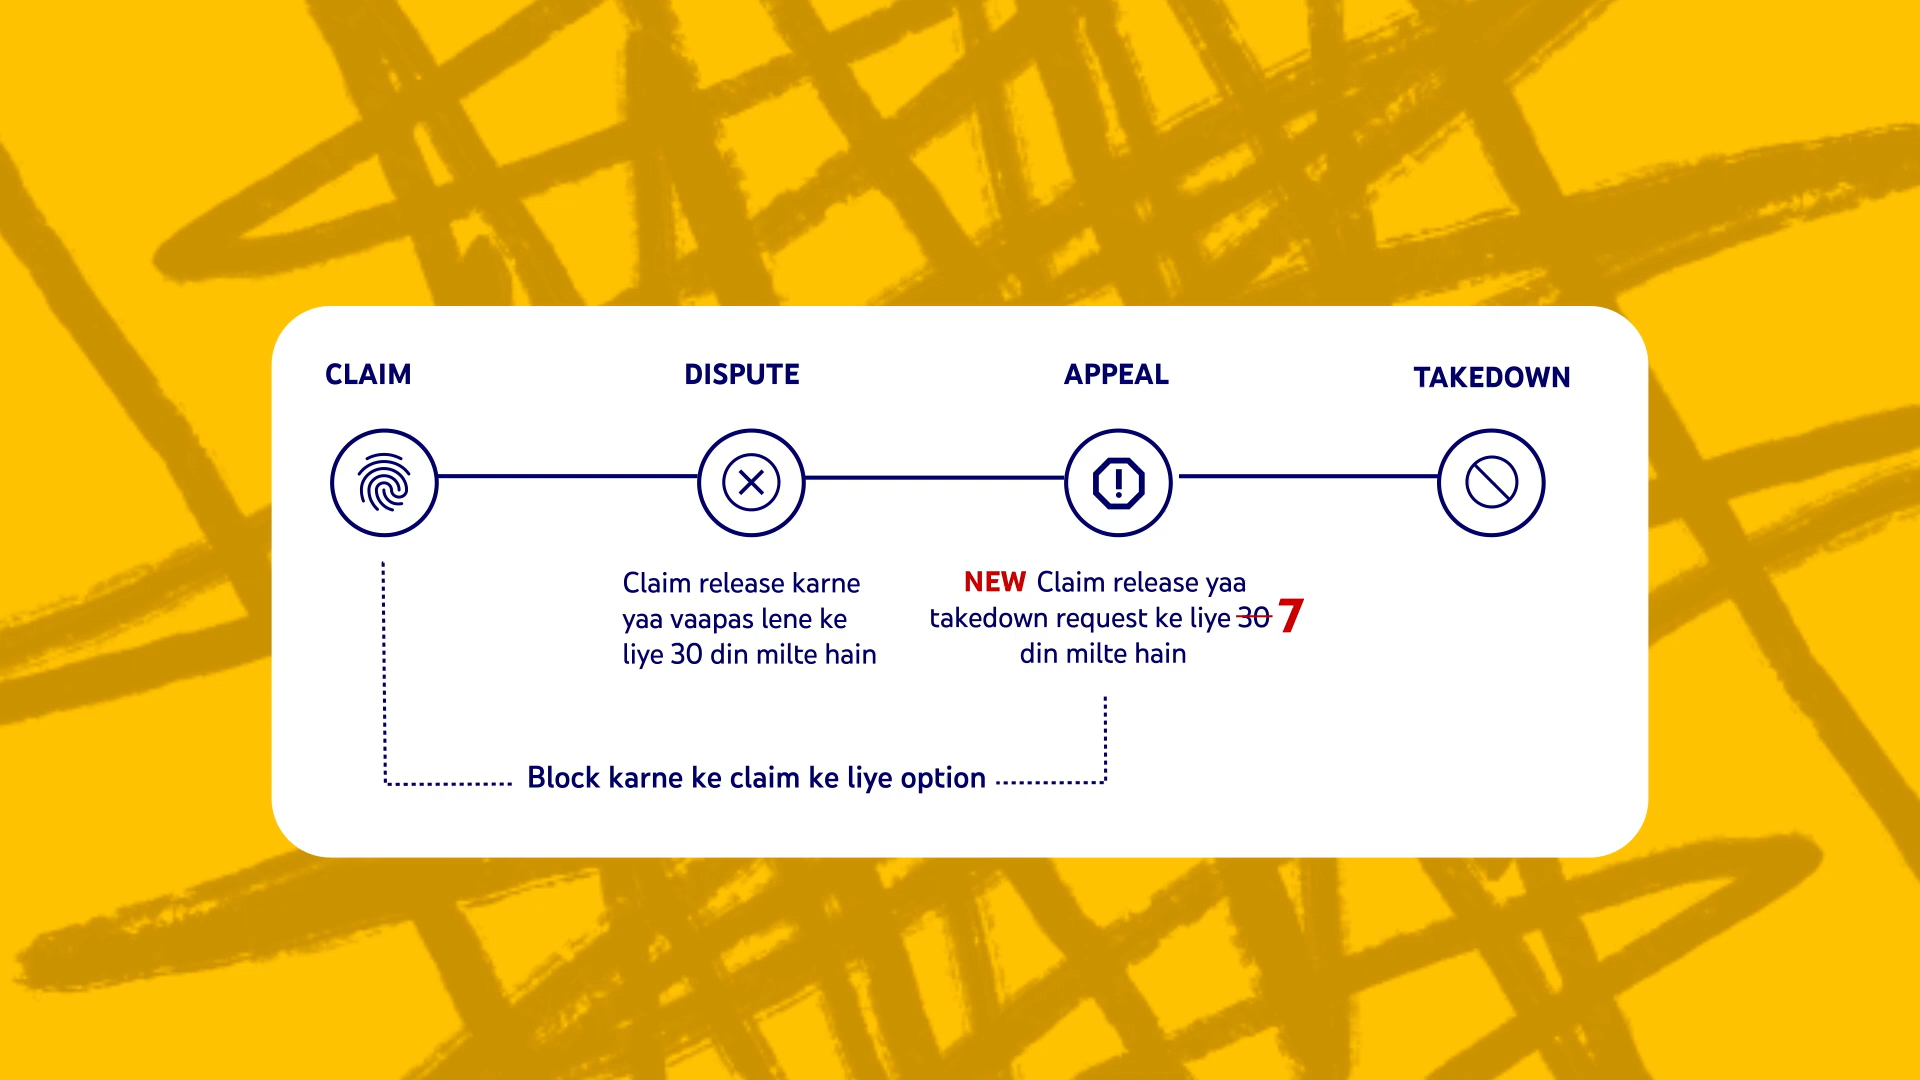 CLAIM
DISPUTE
APPEAL
TAKEDOWN
Claim release karne
yaa vaapas lene ke
liye 30 din milte hain
NEW Claim release yaa
takedown request ke liye 30 7
din milte hain
Block karne ke claim ke liye option